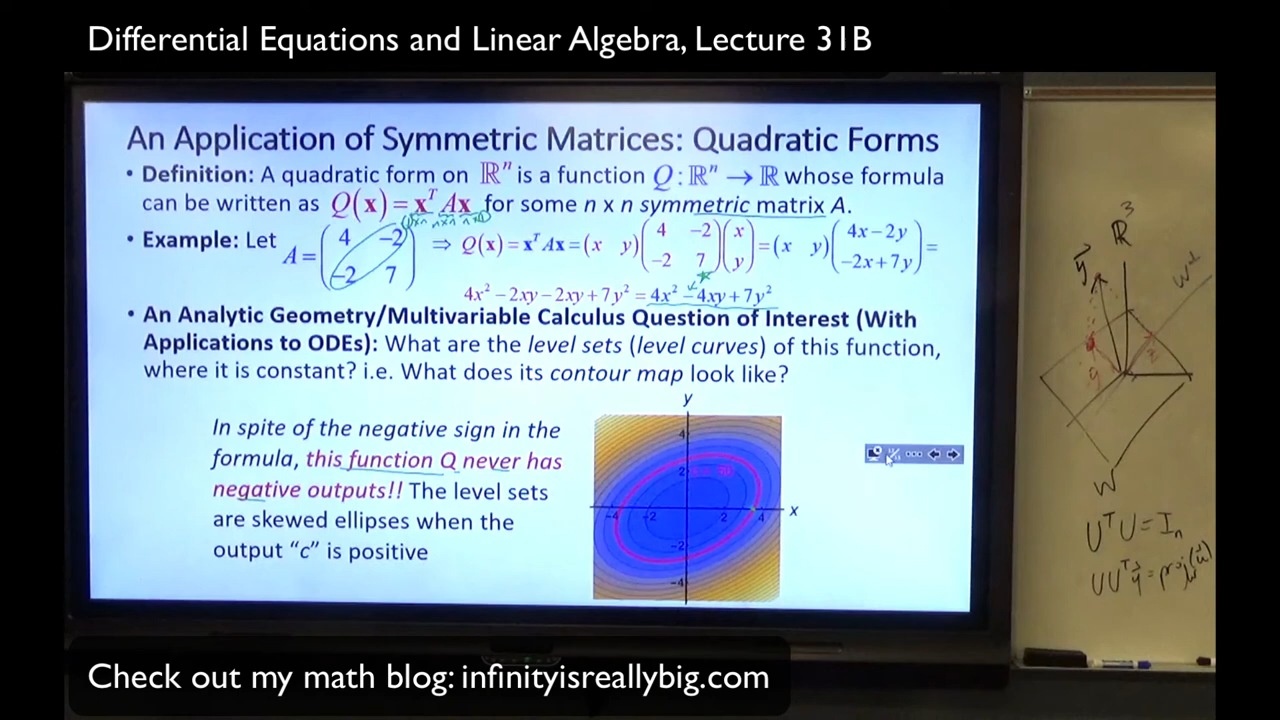 Differential Equations and Linear Algebra, Lecture 31B
An Application of Symmetric Matrices: Quadratic Forms
• Definition: A quadratic form on ℝⁿ is a function Q : ℝⁿ → ℝ whose formula
can be written as Q(x) = xᵀAx for some n x n symmetric matrix A.
1×n n×n n×1
• Example: Let A = (4 −2; −2 7) ⇒ Q(x) = xᵀAx = (x y)(4 −2; −2 7)(x; y) = (x y)(4x − 2y; −2x + 7y) =
4x² − 2xy − 2xy + 7y² = 4x² − 4xy + 7y²
• An Analytic Geometry/Multivariable Calculus Question of Interest (With
Applications to ODEs): What are the level sets (level curves) of this function,
where it is constant? i.e. What does its contour map look like?
In spite of the negative sign in the
formula, this function Q never has
negative outputs!! The level sets
are skewed ellipses when the
output “c” is positive
y
4
2
-4 -2 2 4 x
-2
-4
ℝ³
y
W⊥
z
ŷ
W
UᵀU = Iₙ
Check out my math blog: infinityisreallybig.com